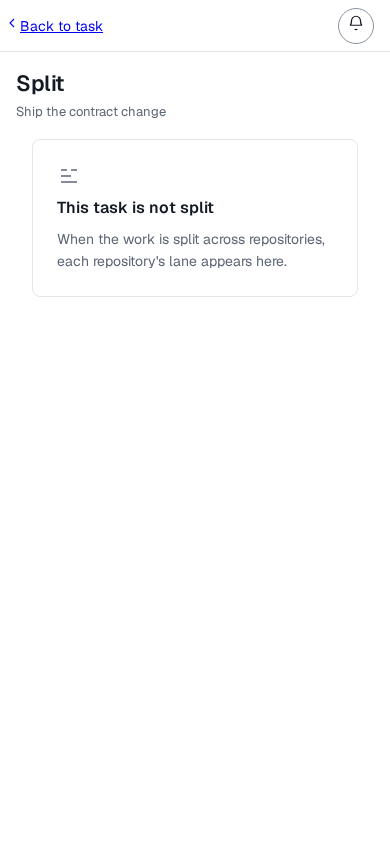 Back to task
Split
Ship the contract change
This task is not split
When the work is split across repositories,
each repository's lane appears here.